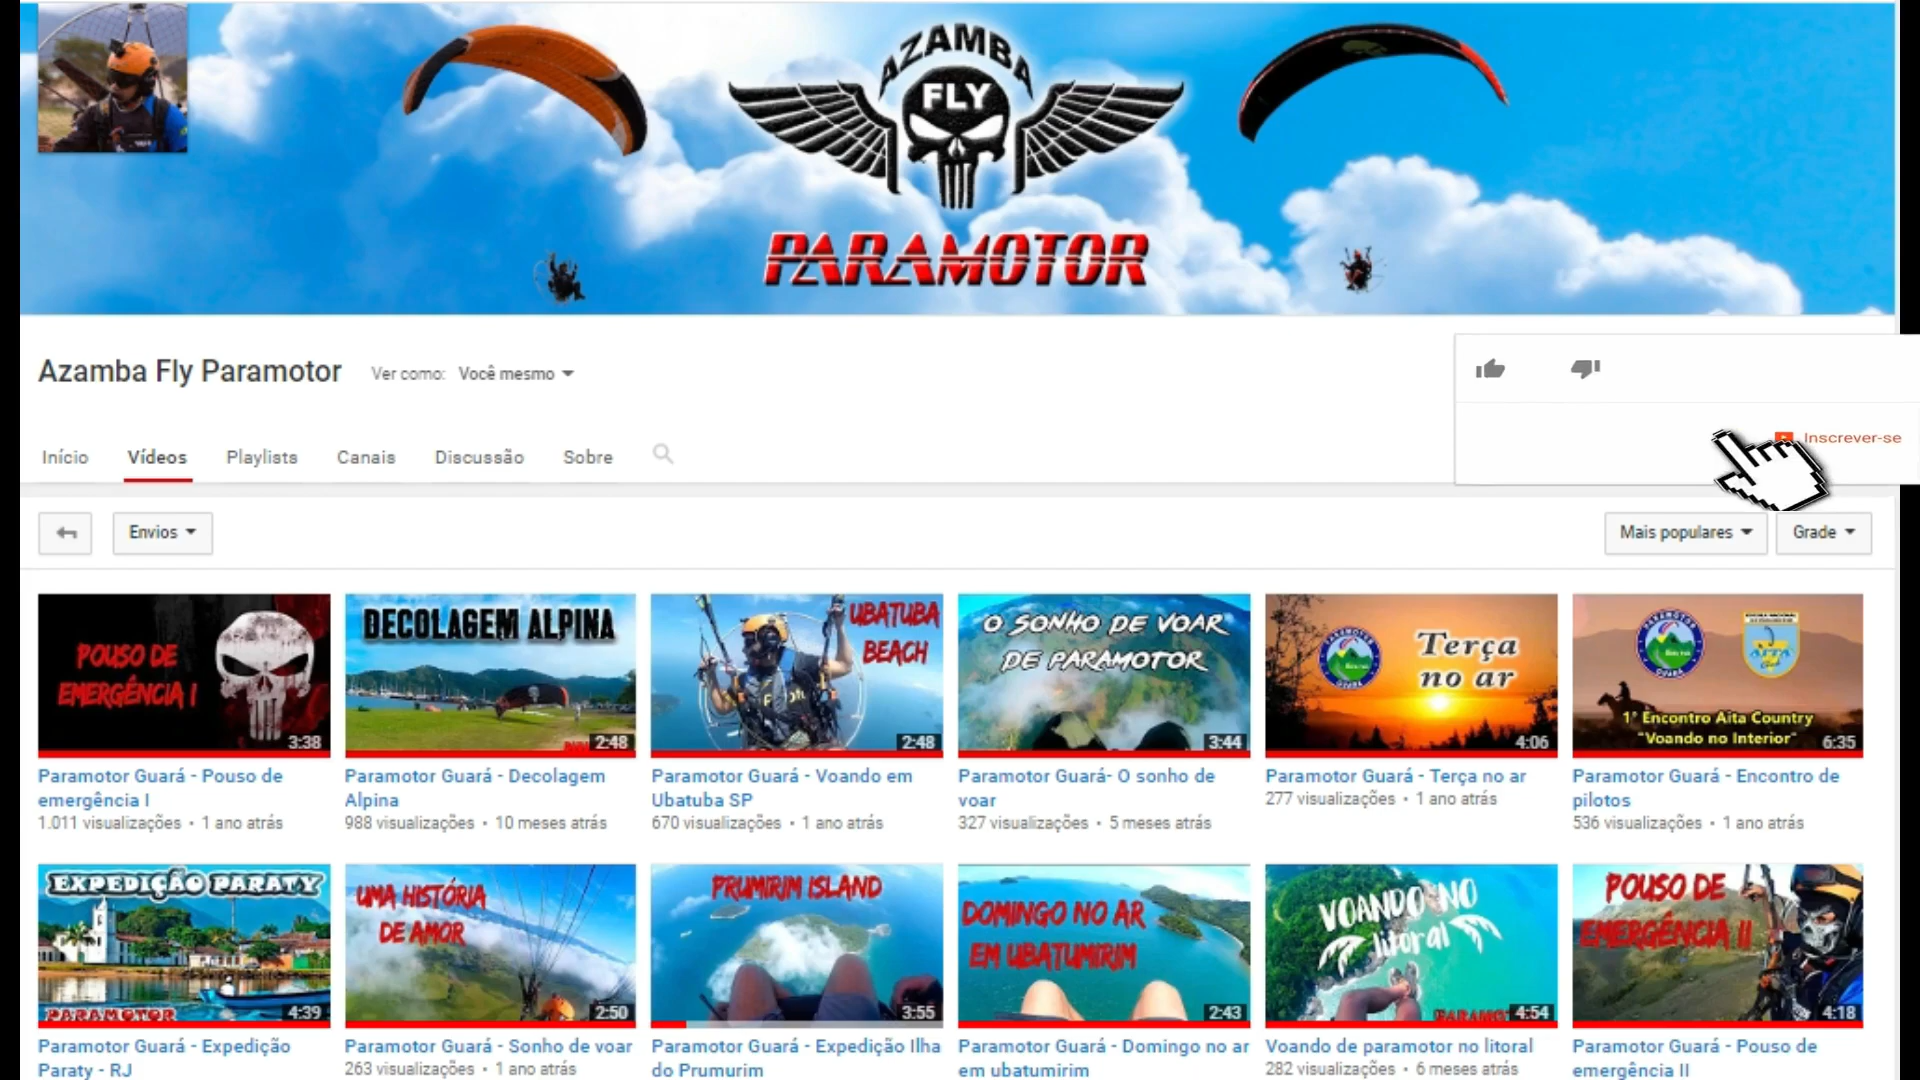 AZAMBA
FLY
PARAMOTOR
Azamba Fly Paramotor
Ver como: Você mesmo
Inscrever-se
Início
Vídeos
Playlists
Canais
Discussão
Sobre
Envios
Mais populares
Grade
POUSO DE
EMERGÊNCIA I
3:38
DECOLAGEM ALPINA
2:48
UBATUBA
BEACH
2:48
O SONHO DE VOAR
DE PARAMOTOR
3:44
Terça
no ar
4:06
1° Encontro Aita Country
"Voando no Interior"
6:35
Paramotor Guará - Pouso de
emergência I
1.011 visualizações • 1 ano atrás
Paramotor Guará - Decolagem
Alpina
988 visualizações • 10 meses atrás
Paramotor Guará - Voando em
Ubatuba SP
670 visualizações • 1 ano atrás
Paramotor Guará- O sonho de
voar
327 visualizações • 5 meses atrás
Paramotor Guará - Terça no ar
277 visualizações • 1 ano atrás
Paramotor Guará - Encontro de
pilotos
536 visualizações • 1 ano atrás
EXPEDIÇÃO PARATY
PARAMOTOR
4:39
UMA HISTÓRIA
DE AMOR
2:50
PRUMIRIM ISLAND
3:55
DOMINGO NO AR
EM UBATUMIRIM
2:43
VOANDO NO
litoral
4:54
POUSO DE
EMERGÊNCIA II
4:18
Paramotor Guará - Expedição
Paraty - RJ
Paramotor Guará - Sonho de voar
263 visualizações • 1 ano atrás
Paramotor Guará - Expedição Ilha
do Prumurim
Paramotor Guará - Domingo no ar
em ubatumirim
Voando de paramotor no litoral
282 visualizações • 6 meses atrás
Paramotor Guará - Pouso de
emergência II